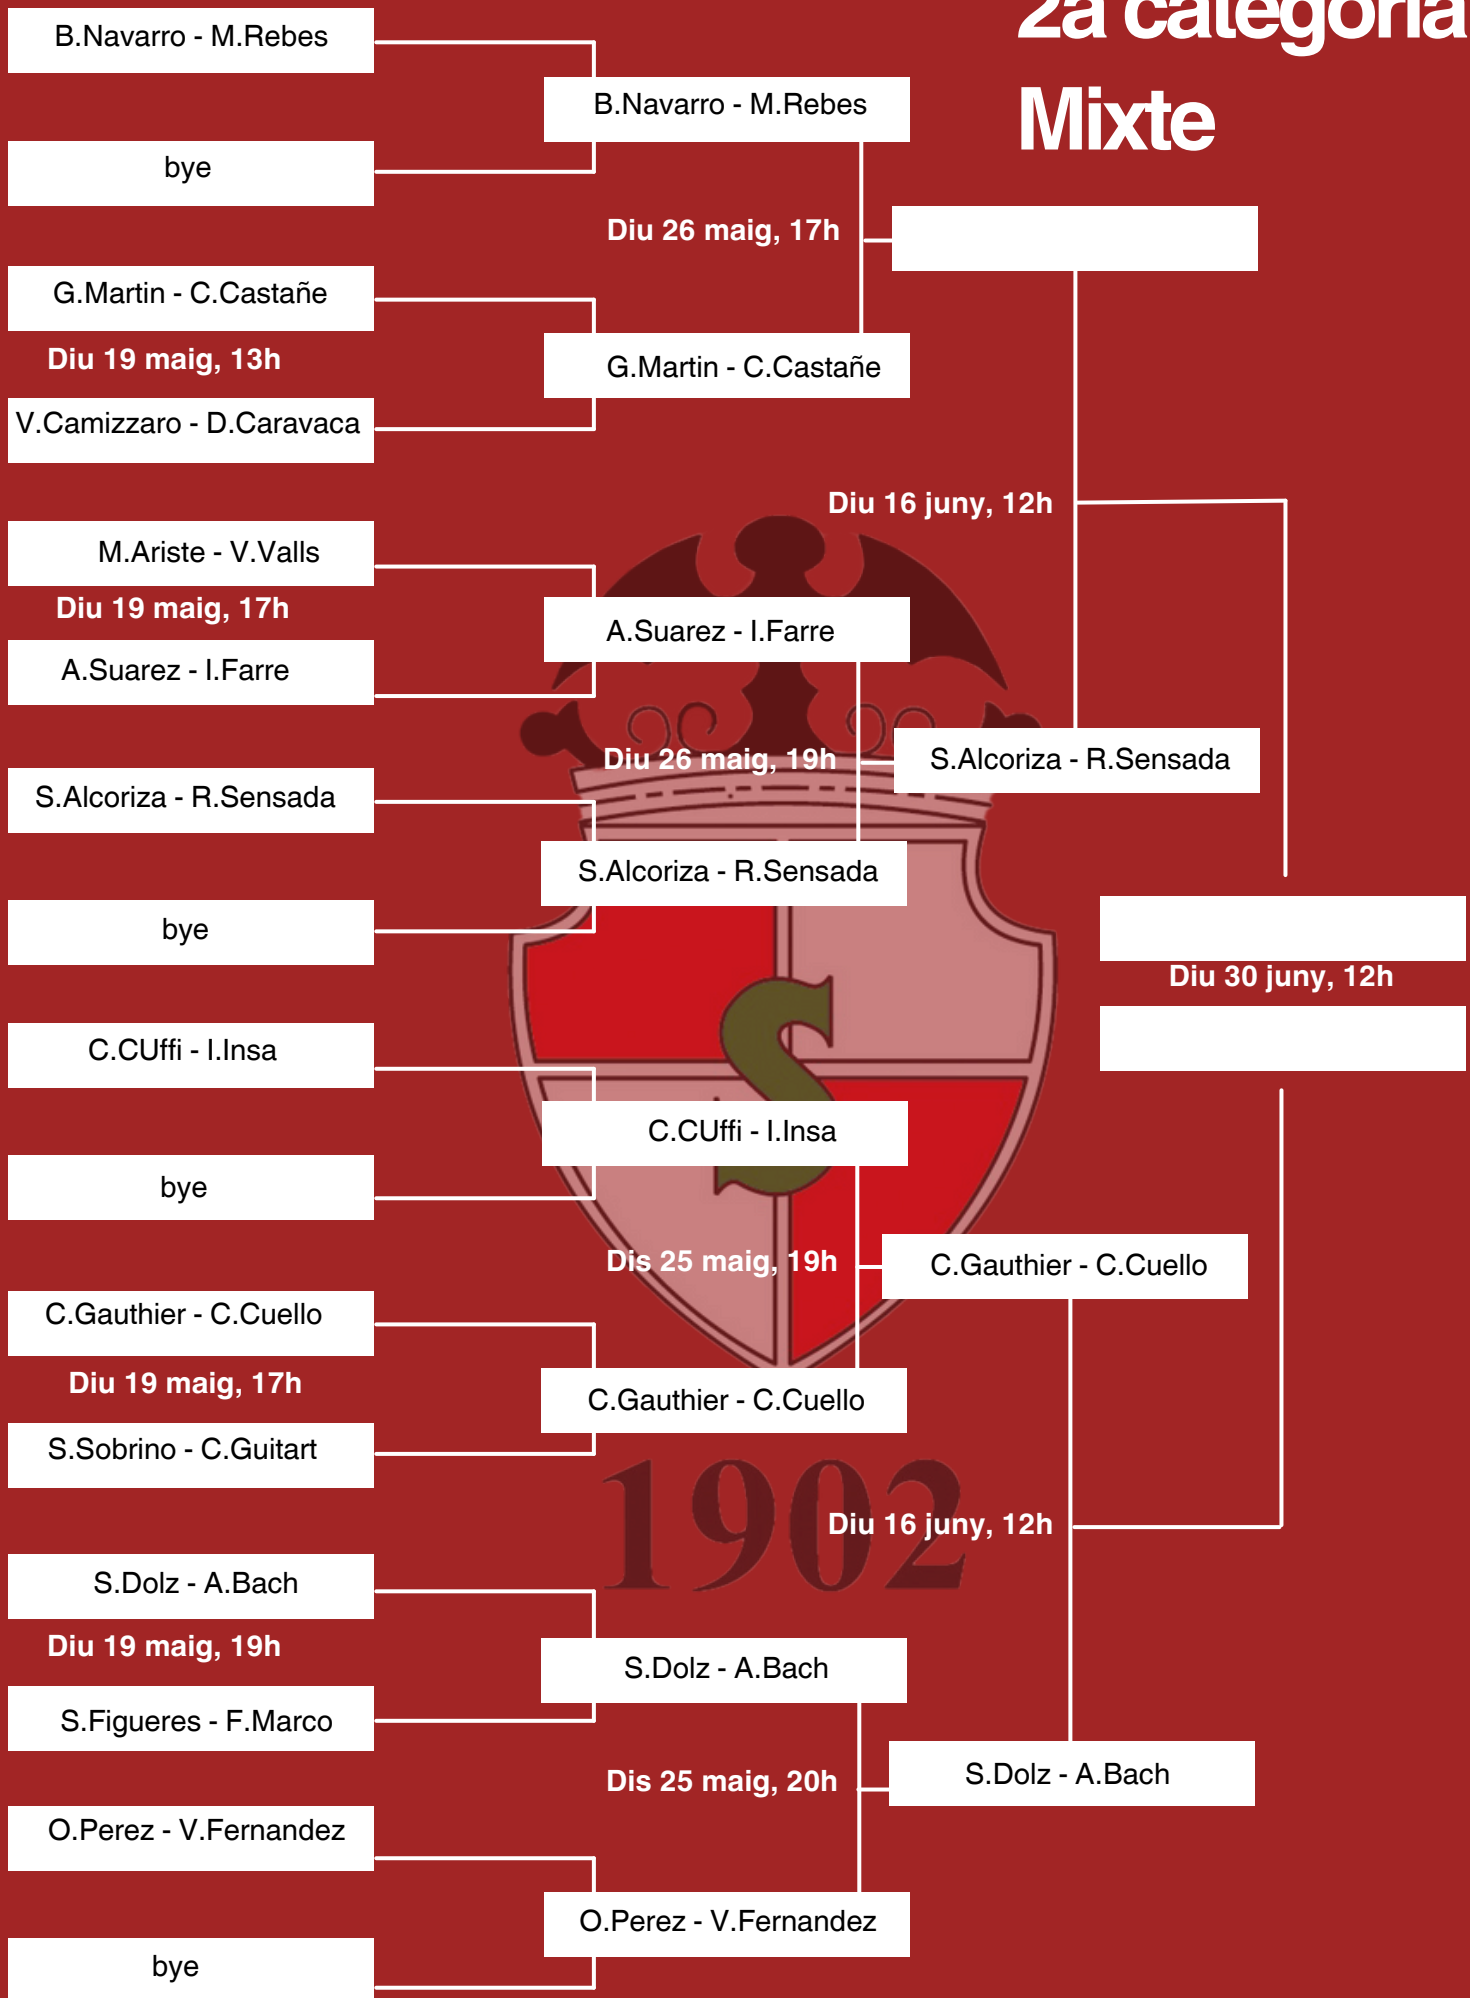 2a categoria
Mixte
B.Navarro - M.Rebes
B.Navarro - M.Rebes
bye
Diu 26 maig, 17h
G.Martin - C.Castañe
Diu 19 maig, 13h
G.Martin - C.Castañe
V.Camizzaro - D.Caravaca
Diu 16 juny, 12h
M.Ariste - V.Valls
Diu 19 maig, 17h
A.Suarez - I.Farre
A.Suarez - I.Farre
Diu 26 maig, 19h
S.Alcoriza - R.Sensada
S.Alcoriza - R.Sensada
S.Alcoriza - R.Sensada
bye
Diu 30 juny, 12h
S
C.CUffi - I.Insa
C.CUffi - I.Insa
bye
Dis 25 maig, 19h
C.Gauthier - C.Cuello
C.Gauthier - C.Cuello
Diu 19 maig, 17h
C.Gauthier - C.Cuello
S.Sobrino - C.Guitart
1902
Diu 16 juny, 12h
S.Dolz - A.Bach
Diu 19 maig, 19h
S.Dolz - A.Bach
S.Figueres - F.Marco
Dis 25 maig, 20h
S.Dolz - A.Bach
O.Perez - V.Fernandez
O.Perez - V.Fernandez
bye